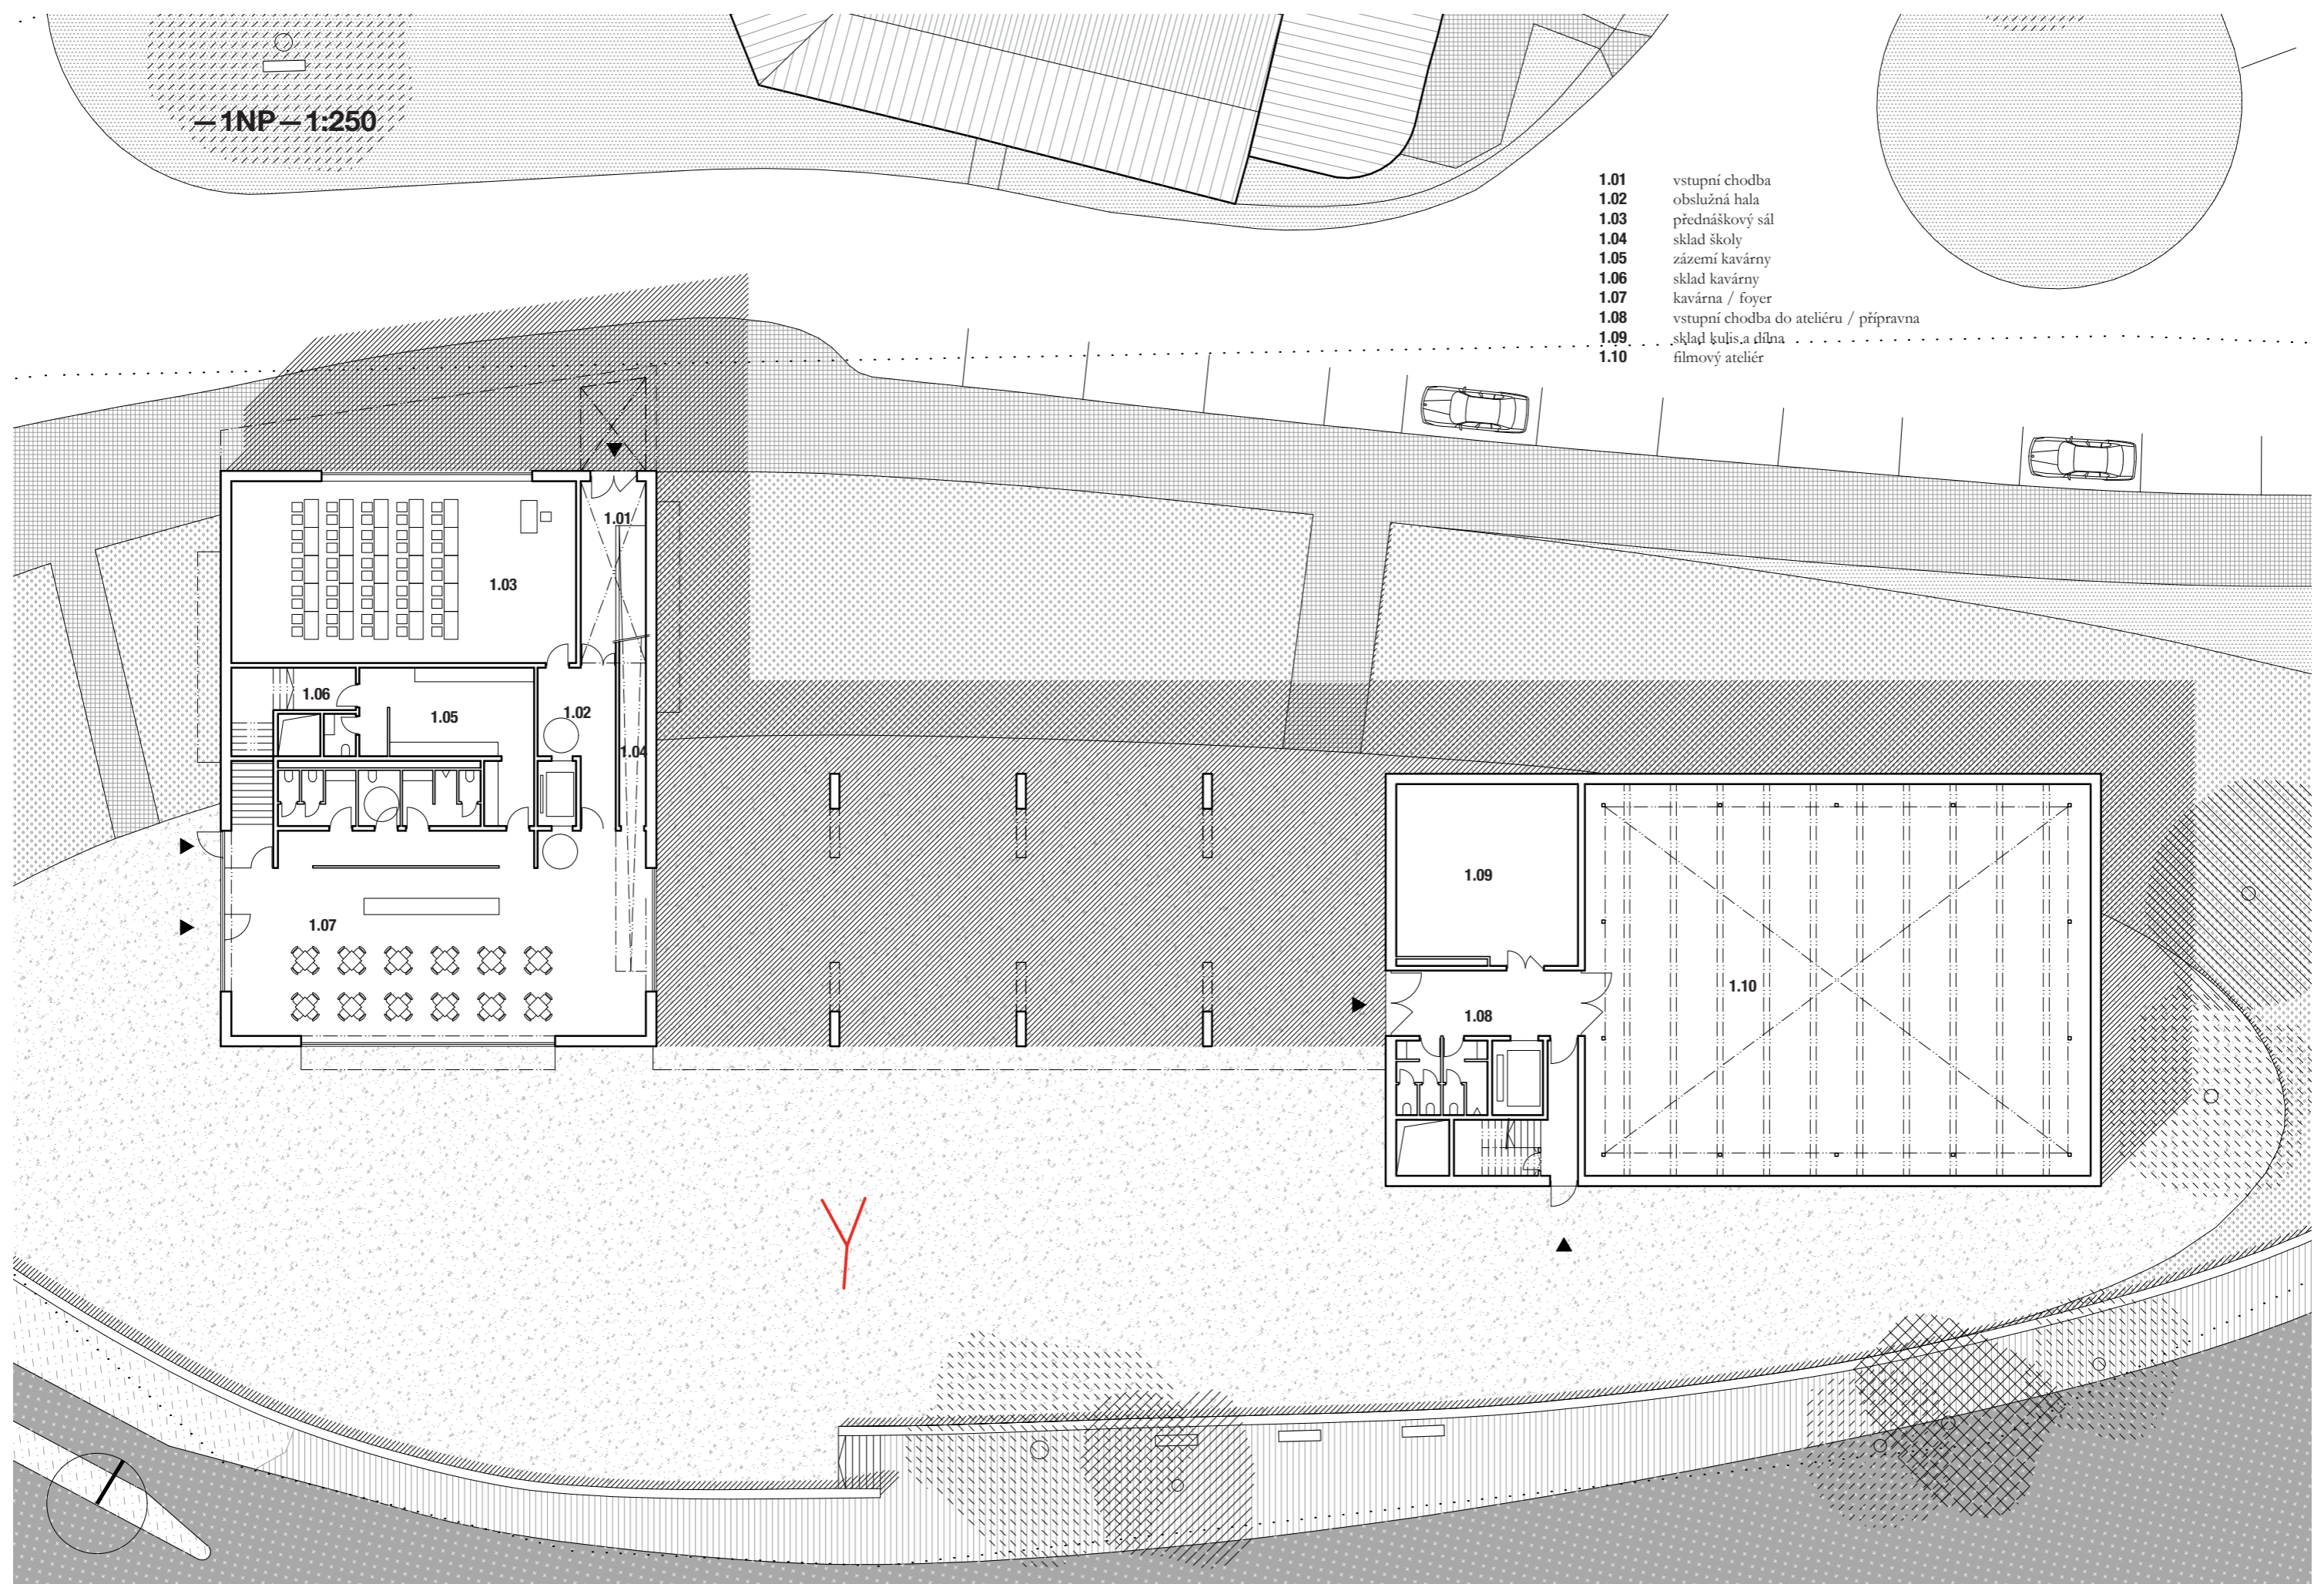 —1NP—1:250
1.01 vstupní chodba
1.02 obslužná hala
1.03 přednáškový sál
1.04 sklad školy
1.05 zázemí kavárny
1.06 sklad kavárny
1.07 kavárna / foyer
1.08 vstupní chodba do ateliéru / přípravna
1.09 sklad kulis a dílna
1.10 filmový ateliér
1.01
1.03
1.06
1.05
1.02
1.04
1.07
1.09
1.10
1.08